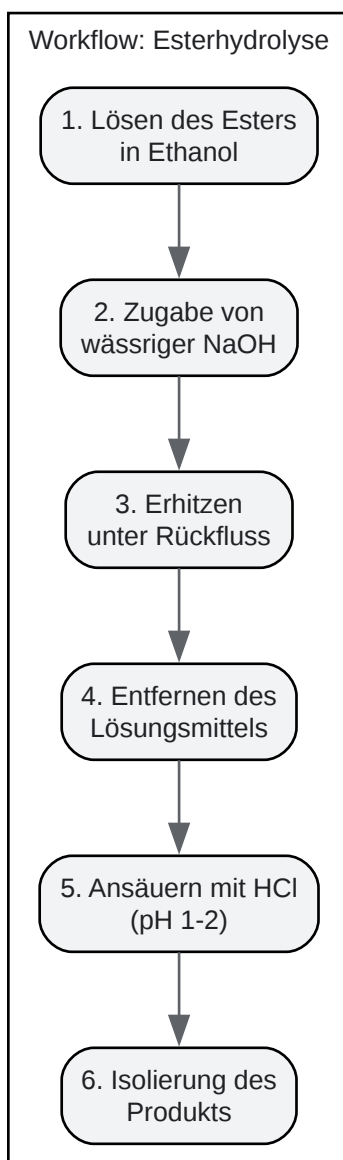 Workflow: Esterhydrolyse
1. Lösen des Esters
in Ethanol
2. Zugabe von
wässriger NaOH
3. Erhitzen
unter Rückfluss
4. Entfernen des
Lösungsmittels
5. Ansäuern mit HCl
(pH 1-2)
6. Isolierung des
Produkts